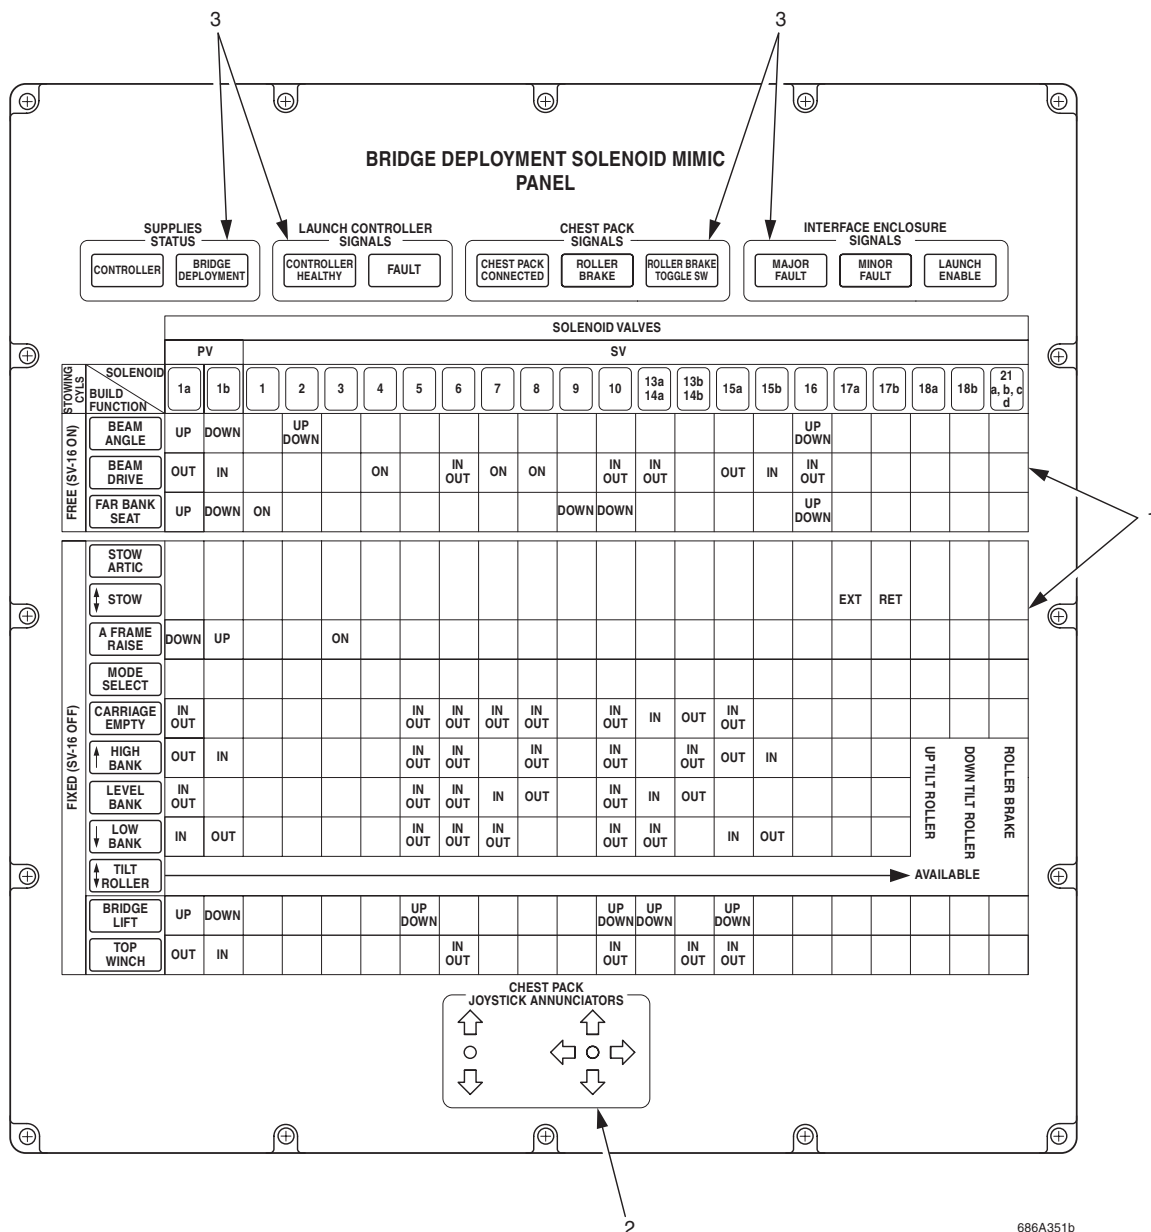 3 3
BRIDGE DEPLOYMENT SOLENOID MIMIC
PANEL
SUPPLIES
STATUS
CONTROLLER
BRIDGE
DEPLOYMENT
LAUNCH CONTROLLER
SIGNALS
CONTROLLER
HEALTHY
FAULT
CHEST PACK
SIGNALS
CHEST PACK
CONNECTED
ROLLER
BRAKE
ROLLER BRAKE
TOGGLE SW
INTERFACE ENCLOSURE
SIGNALS
MAJOR
FAULT
MINOR
FAULT
LAUNCH
ENABLE
SOLENOID VALVES
PV SV
STOWING
CYLS
SOLENOID
BUILD
FUNCTION
1a 1b 1 2 3 4 5 6 7 8 9 10 13a 14a 13b 14b 15a 15b 16 17a 17b 18a 18b 21 a, b, c d
FREE (SV-16 ON)
BEAM ANGLE UP DOWN UP DOWN UP DOWN
BEAM DRIVE OUT IN ON IN OUT ON ON IN OUT IN OUT OUT IN IN OUT
FAR BANK SEAT UP DOWN ON DOWN DOWN UP DOWN
1
FIXED (SV-16 OFF)
STOW ARTIC
STOW EXT RET
A FRAME RAISE DOWN UP ON
MODE SELECT
CARRIAGE EMPTY IN OUT IN OUT IN OUT IN OUT IN OUT IN OUT IN OUT IN OUT
HIGH BANK OUT IN IN OUT IN OUT IN OUT IN OUT IN OUT OUT IN
LEVEL BANK IN OUT IN OUT IN OUT IN OUT IN OUT IN OUT
LOW BANK IN OUT IN OUT IN OUT IN OUT IN OUT IN OUT IN OUT
UP TILT ROLLER
DOWN TILT ROLLER
ROLLER BRAKE
TILT ROLLER AVAILABLE
BRIDGE LIFT UP DOWN UP DOWN UP DOWN UP DOWN UP DOWN
TOP WINCH OUT IN IN OUT IN OUT IN OUT IN OUT
CHEST PACK
JOYSTICK ANNUNCIATORS
2
686A351b